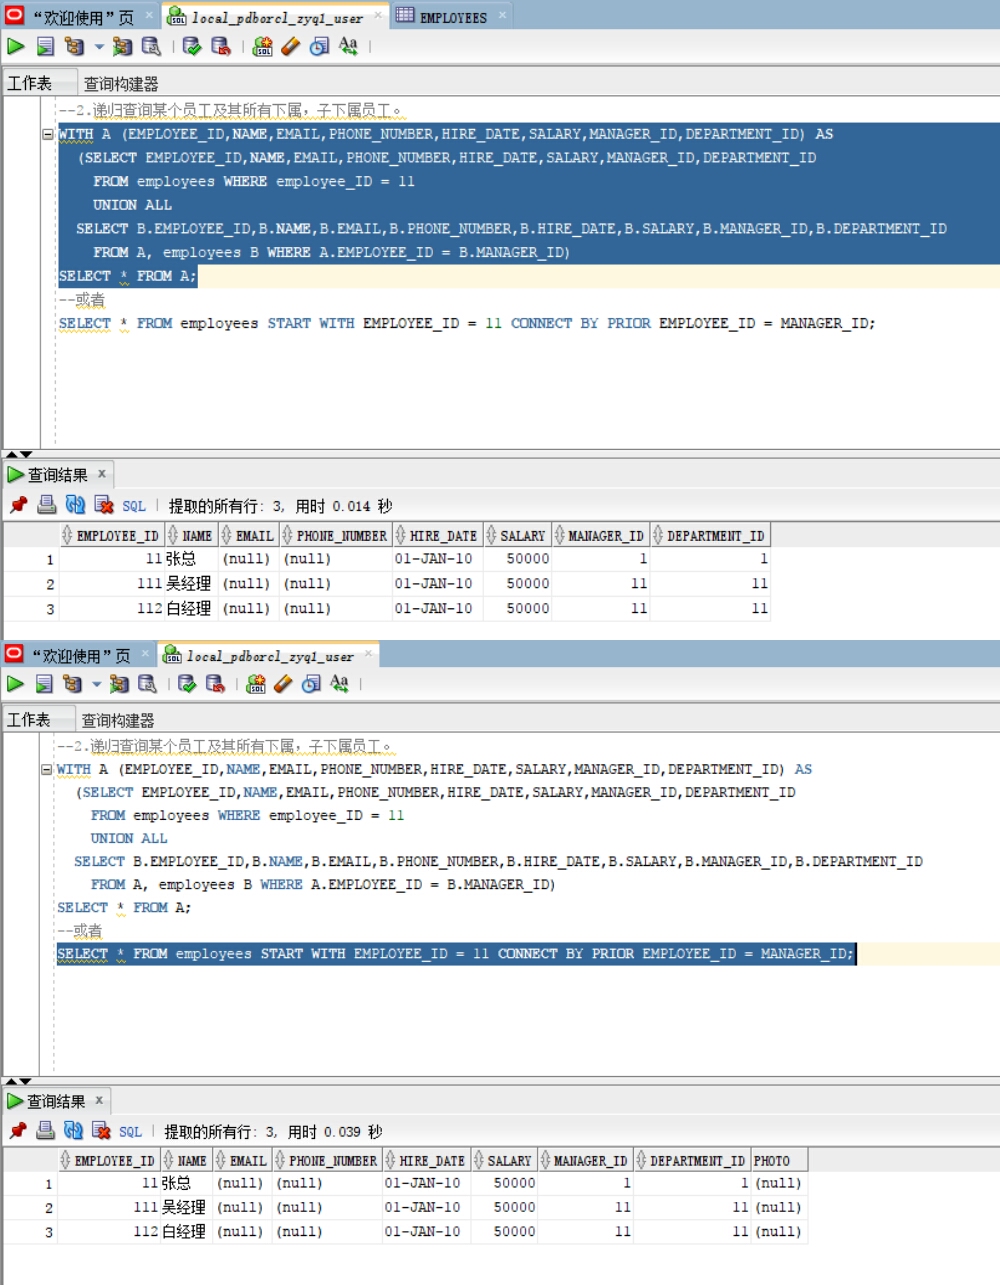 “欢迎使用”页 local_pdborcl_zyq1_user EMPLOYEES
工作表 查询构建器
--2.递归查询某个员工及其所有下属，子下属员工。
WITH A (EMPLOYEE_ID,NAME,EMAIL,PHONE_NUMBER,HIRE_DATE,SALARY,MANAGER_ID,DEPARTMENT_ID) AS
(SELECT EMPLOYEE_ID,NAME,EMAIL,PHONE_NUMBER,HIRE_DATE,SALARY,MANAGER_ID,DEPARTMENT_ID
FROM employees WHERE employee_ID = 11
UNION ALL
SELECT B.EMPLOYEE_ID,B.NAME,B.EMAIL,B.PHONE_NUMBER,B.HIRE_DATE,B.SALARY,B.MANAGER_ID,B.DEPARTMENT_ID
FROM A, employees B WHERE A.EMPLOYEE_ID = B.MANAGER_ID)
SELECT * FROM A;
--或者
SELECT * FROM employees START WITH EMPLOYEE_ID = 11 CONNECT BY PRIOR EMPLOYEE_ID = MANAGER_ID;
查询结果 x
SQL | 提取的所有行: 3, 用时 0.014 秒
EMPLOYEE_ID NAME EMAIL PHONE_NUMBER HIRE_DATE SALARY MANAGER_ID DEPARTMENT_ID
1 11 张总 (null) (null) 01-JAN-10 50000 1 1
2 111 吴经理 (null) (null) 01-JAN-10 50000 11 11
3 112 白经理 (null) (null) 01-JAN-10 50000 11 11
“欢迎使用”页 local_pdborcl_zyq1_user
工作表 查询构建器
--2.递归查询某个员工及其所有下属，子下属员工。
WITH A (EMPLOYEE_ID,NAME,EMAIL,PHONE_NUMBER,HIRE_DATE,SALARY,MANAGER_ID,DEPARTMENT_ID) AS
(SELECT EMPLOYEE_ID,NAME,EMAIL,PHONE_NUMBER,HIRE_DATE,SALARY,MANAGER_ID,DEPARTMENT_ID
FROM employees WHERE employee_ID = 11
UNION ALL
SELECT B.EMPLOYEE_ID,B.NAME,B.EMAIL,B.PHONE_NUMBER,B.HIRE_DATE,B.SALARY,B.MANAGER_ID,B.DEPARTMENT_ID
FROM A, employees B WHERE A.EMPLOYEE_ID = B.MANAGER_ID)
SELECT * FROM A;
--或者
SELECT * FROM employees START WITH EMPLOYEE_ID = 11 CONNECT BY PRIOR EMPLOYEE_ID = MANAGER_ID;
查询结果 x
SQL | 提取的所有行: 3, 用时 0.039 秒
EMPLOYEE_ID NAME EMAIL PHONE_NUMBER HIRE_DATE SALARY MANAGER_ID DEPARTMENT_ID PHOTO
1 11 张总 (null) (null) 01-JAN-10 50000 1 1 (null)
2 111 吴经理 (null) (null) 01-JAN-10 50000 11 11 (null)
3 112 白经理 (null) (null) 01-JAN-10 50000 11 11 (null)